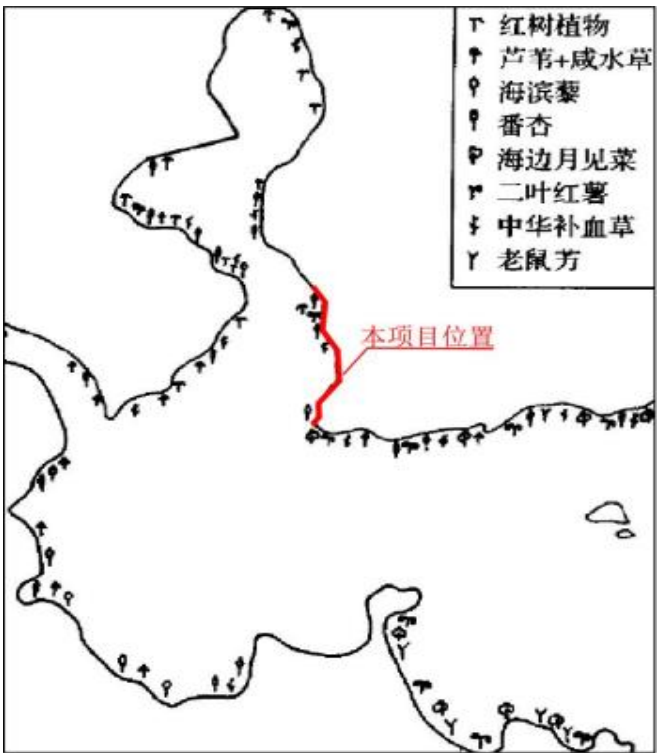 红树植物
芦苇+咸水草
海滨藜
番杏
海边月见菜
二叶红薯
中华补血草
老鼠芳
本项目位置